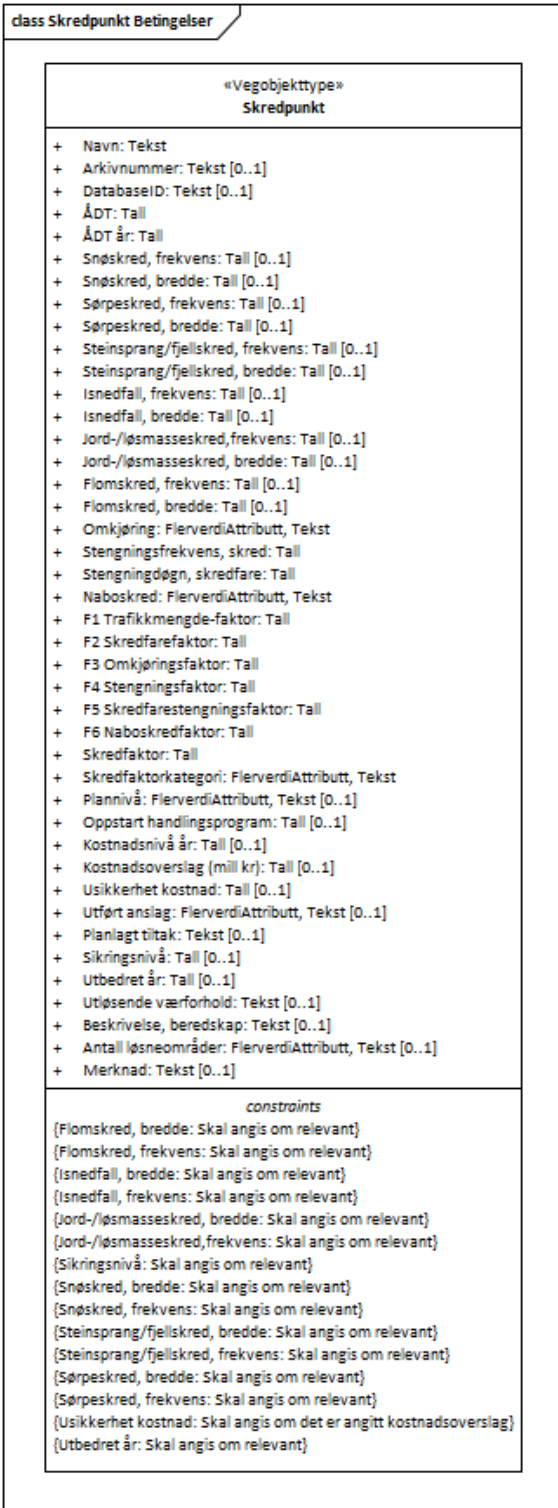 class Skredpunkt Betingelser
«Vegobjekttype»
Skredpunkt
+ Navn: Tekst
+ Arkivnummer: Tekst [0..1]
+ DatabaseID: Tekst [0..1]
+ ÅDT: Tall
+ ÅDT år: Tall
+ Snøskred, frekvens: Tall [0..1]
+ Snøskred, bredde: Tall [0..1]
+ Sørpeskred, frekvens: Tall [0..1]
+ Sørpeskred, bredde: Tall [0..1]
+ Steinsprang/fjellskred, frekvens: Tall [0..1]
+ Steinsprang/fjellskred, bredde: Tall [0..1]
+ Isnedfall, frekvens: Tall [0..1]
+ Isnedfall, bredde: Tall [0..1]
+ Jord-/løsmasseskred,frekvens: Tall [0..1]
+ Jord-/løsmasseskred, bredde: Tall [0..1]
+ Flomskred, frekvens: Tall [0..1]
+ Flomskred, bredde: Tall [0..1]
+ Omkjøring: FlerverdiAttributt, Tekst
+ Stengningsfrekvens, skred: Tall
+ Stengningdøgn, skredfare: Tall
+ Naboskred: FlerverdiAttributt, Tekst
+ F1 Trafikkmengde-faktor: Tall
+ F2 Skredfarefaktor: Tall
+ F3 Omkjøringsfaktor: Tall
+ F4 Stengningsfaktor: Tall
+ F5 Skredfarestengningsfaktor: Tall
+ F6 Naboskredfaktor: Tall
+ Skredfaktor: Tall
+ Skredfaktorkategori: FlerverdiAttributt, Tekst
+ Plannivå: FlerverdiAttributt, Tekst [0..1]
+ Oppstart handlingsprogram: Tall [0..1]
+ Kostnadsnivå år: Tall [0..1]
+ Kostnadsoverslag (mill kr): Tall [0..1]
+ Usikkerhet kostnad: Tall [0..1]
+ Utført anslag: FlerverdiAttributt, Tekst [0..1]
+ Planlagt tiltak: Tekst [0..1]
+ Sikringsnivå: Tall [0..1]
+ Utbedret år: Tall [0..1]
+ Utløsende værforhold: Tekst [0..1]
+ Beskrivelse, beredskap: Tekst [0..1]
+ Antall løsneområder: FlerverdiAttributt, Tekst [0..1]
+ Merknad: Tekst [0..1]
constraints
{Flomskred, bredde: Skal angis om relevant}
{Flomskred, frekvens: Skal angis om relevant}
{Isnedfall, bredde: Skal angis om relevant}
{Isnedfall, frekvens: Skal angis om relevant}
{Jord-/løsmasseskred, bredde: Skal angis om relevant}
{Jord-/løsmasseskred,frekvens: Skal angis om relevant}
{Sikringsnivå: Skal angis om relevant}
{Snøskred, bredde: Skal angis om relevant}
{Snøskred, frekvens: Skal angis om relevant}
{Steinsprang/fjellskred, bredde: Skal angis om relevant}
{Steinsprang/fjellskred, frekvens: Skal angis om relevant}
{Sørpeskred, bredde: Skal angis om relevant}
{Sørpeskred, frekvens: Skal angis om relevant}
{Usikkerhet kostnad: Skal angis om det er angitt kostnadsoverslag}
{Utbedret år: Skal angis om relevant}